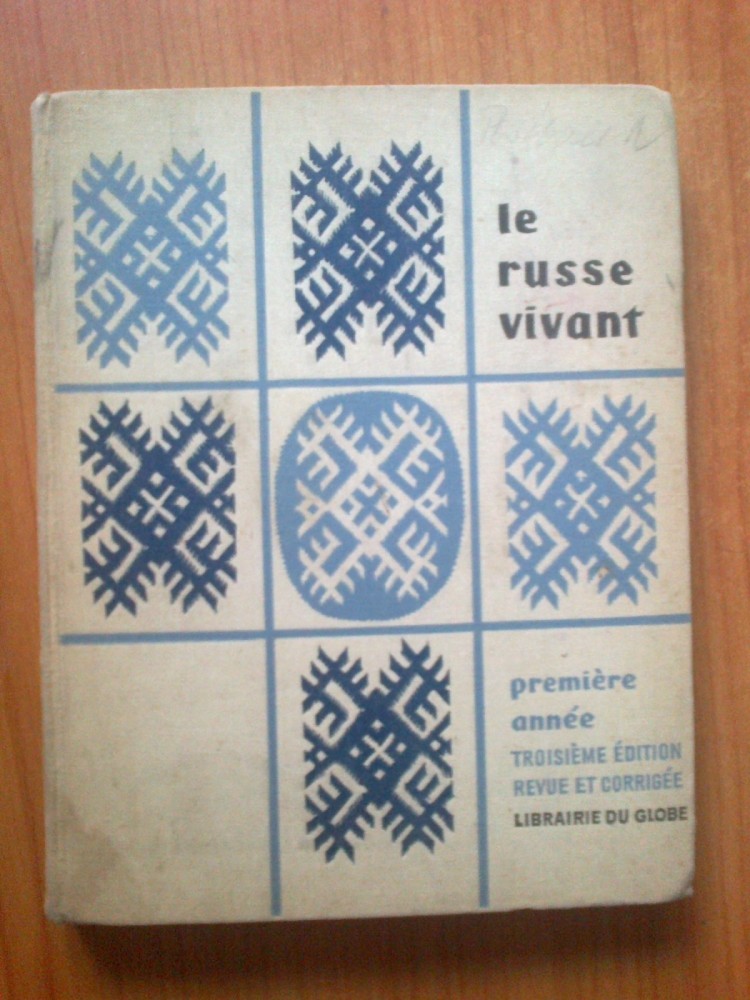 le
russe
vivant
première
année
TROISIÈME ÉDITION
REVUE ET CORRIGÉE
LIBRAIRIE DU GLOBE